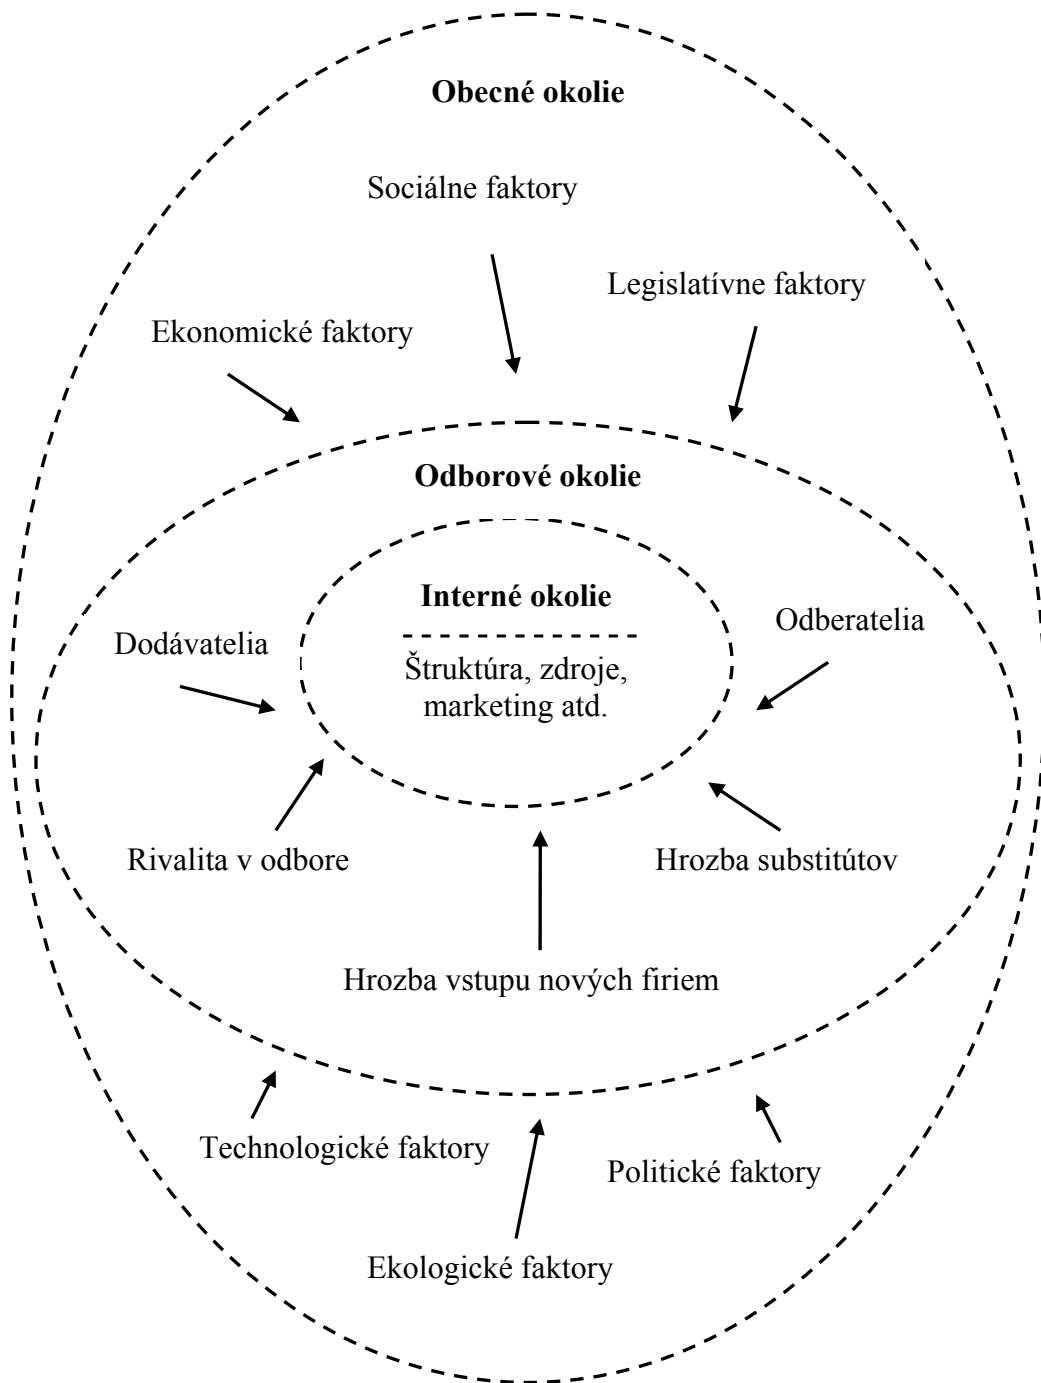 Obecné okolie
Sociálne faktory
Legislatívne faktory
Ekonomické faktory
Odborové okolie
Interné okolie
Odberatelia
Dodávatelia
Štruktúra, zdroje,
marketing atd.
Rivalita v odbore
Hrozba substitútov
Hrozba vstupu nových firiem
Technologické faktory
Politické faktory
Ekologické faktory